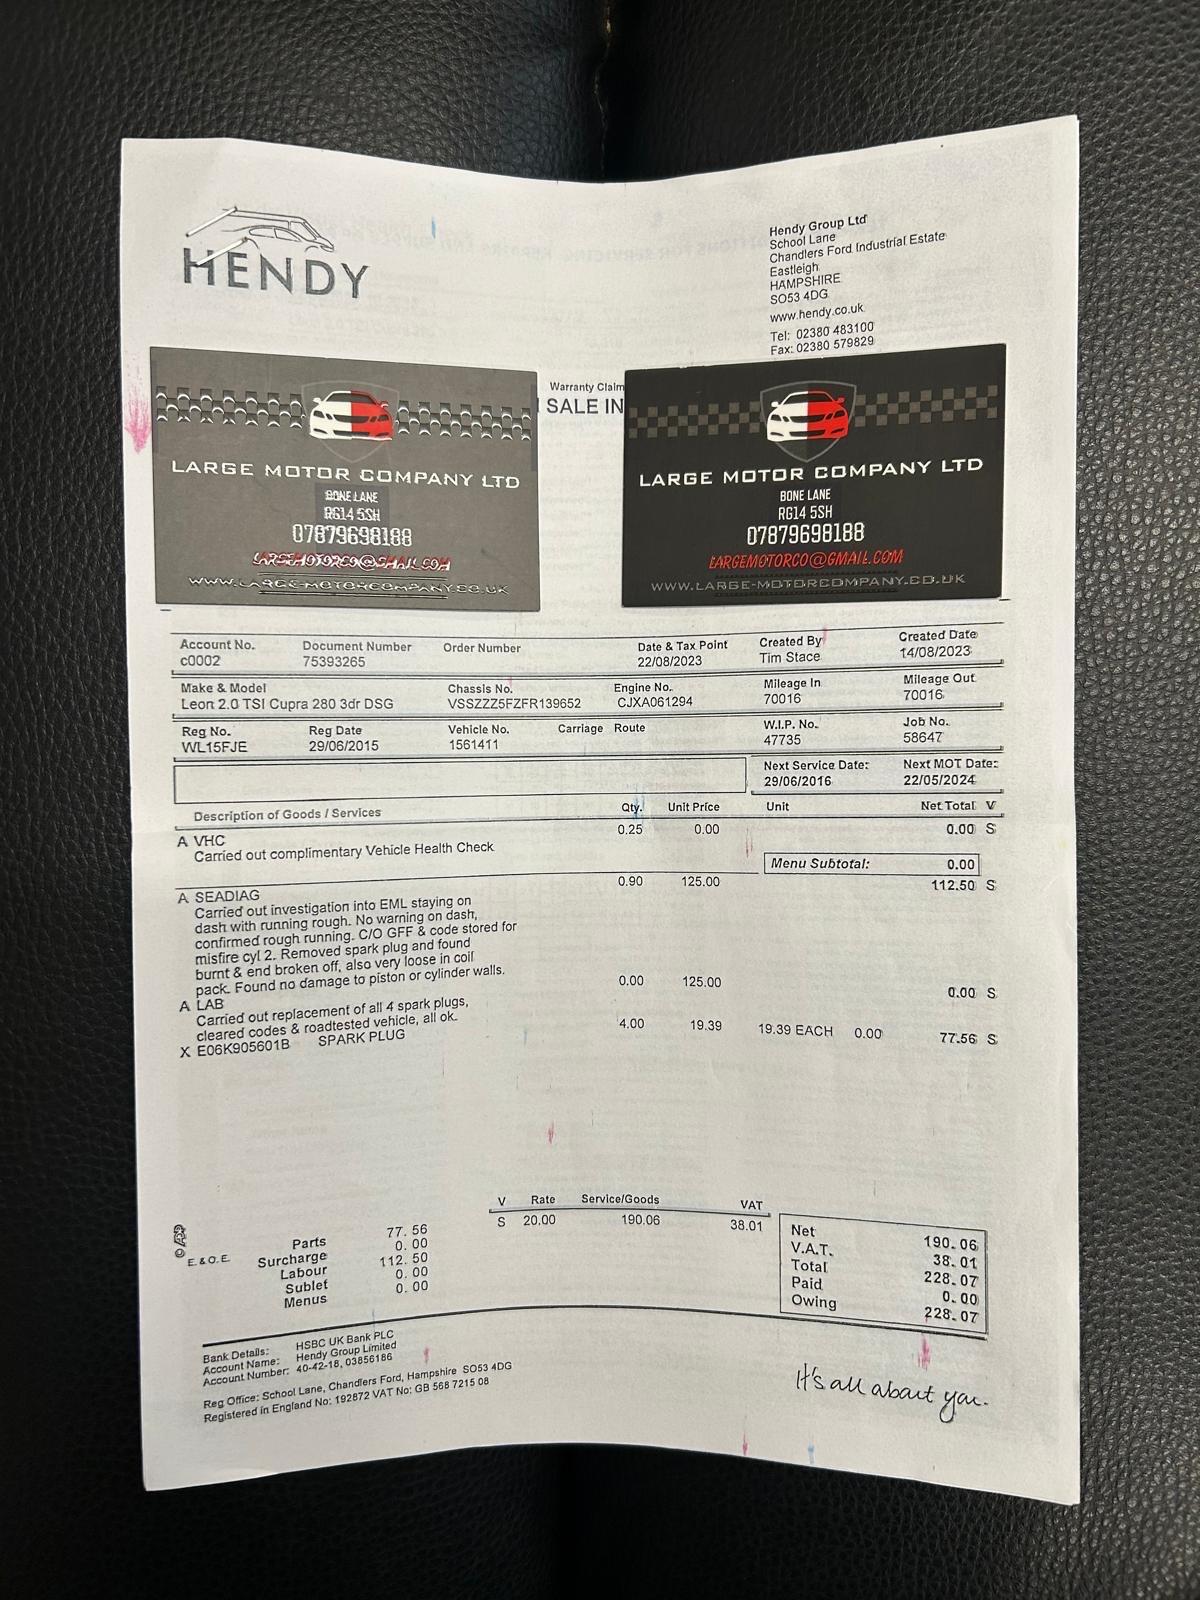 HENDY
Hendy Group Ltd
School Lane
Chandlers Ford Industrial Estate
Eastleigh
HAMPSHIRE
SO53 4DG
www.hendy.co.uk
Tel: 02380 483100
Fax: 02380 579829
Warranty Claim
SALE IN
LARGE MOTOR COMPANY LTD
BONE LANE
RG14 5SH
07879698188
LARGEMOTORCO@GMAIL.COM
WWW.LARGE-MOTORCOMPANY.CO.UK
LARGE MOTOR COMPANY LTD
BONE LANE
RG14 5SH
07879698188
LARGEMOTORCO@GMAIL.COM
WWW.LARGE-MOTORCOMPANY.CO.UK
Account No. Document Number Order Number Date & Tax Point Created By Created Date
c0002 75393265 22/08/2023 Tim Stace 14/08/2023
Make & Model Chassis No. Engine No. Mileage In Mileage Out
Leon 2.0 TSI Cupra 280 3dr DSG VSSZZZ5FZFR139652 CJXA061294 70016 70016
Reg No. Reg Date Vehicle No. Carriage Route W.I.P. No. Job No.
WL15FJE 29/06/2015 1561411 47735 58647
Next Service Date: Next MOT Date:
29/06/2016 22/05/2024
Description of Goods / Services Qty. Unit Price Unit Net Total V
A VHC 0.25 0.00 0.00 S
Carried out complimentary Vehicle Health Check
Menu Subtotal: 0.00
A SEADIAG 0.90 125.00 112.50 S
Carried out investigation into EML staying on
dash with running rough. No warning on dash,
confirmed rough running. C/O GFF & code stored for
misfire cyl 2. Removed spark plug and found
burnt & end broken off, also very loose in coil
pack. Found no damage to piston or cylinder walls.
A LAB 0.00 125.00 0.00 S
Carried out replacement of all 4 spark plugs,
cleared codes & roadtested vehicle, all ok.
X E06K905601B SPARK PLUG 4.00 19.39 19.39 EACH 0.00 77.56 S
V Rate Service/Goods VAT
S 20.00 190.06 38.01
E. & O.E.
Parts 77.56
Surcharge 0.00
Labour 112.50
Sublet 0.00
Menus 0.00
Net 190.06
V.A.T. 38.01
Total 228.07
Paid 0.00
Owing 228.07
Bank Details: HSBC UK Bank PLC
Account Name: Hendy Group Limited
Account Number: 40-42-18, 03856186
Reg Office: School Lane, Chandlers Ford, Hampshire SO53 4DG
Registered in England No: 192872 VAT No: GB 568 7215 08
It's all about you.